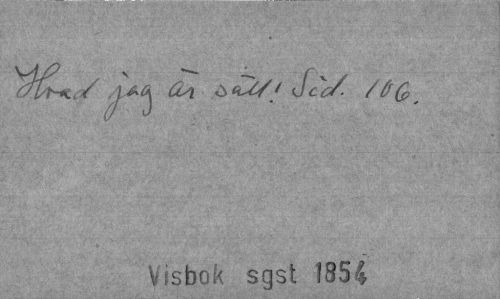 Hvad jag är säll! Sid. 106.
Visbok sgst 1854